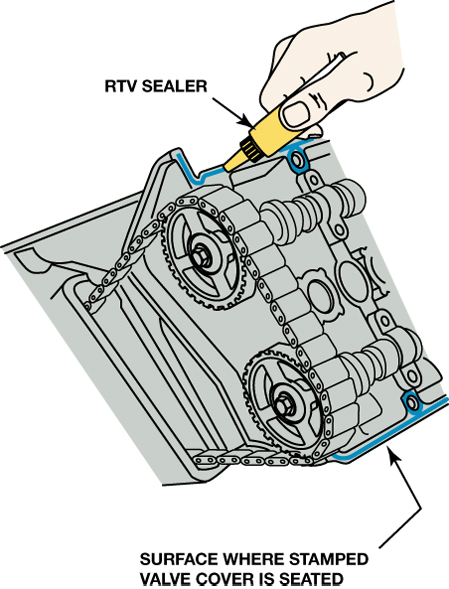 RTV SEALER
SURFACE WHERE STAMPED
VALVE COVER IS SEATED